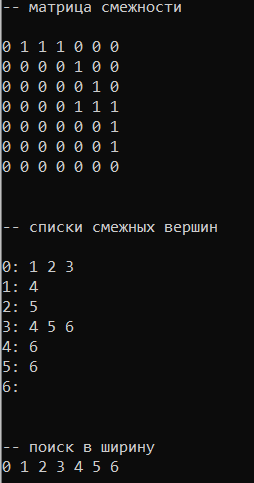 -- матрица смежности
0 1 1 1 0 0 0
0 0 0 0 1 0 0
0 0 0 0 0 1 0
0 0 0 0 1 1 1
0 0 0 0 0 0 1
0 0 0 0 0 0 1
0 0 0 0 0 0 0
-- списки смежных вершин
0: 1 2 3
1: 4
2: 5
3: 4 5 6
4: 6
5: 6
6:
-- поиск в ширину
0 1 2 3 4 5 6